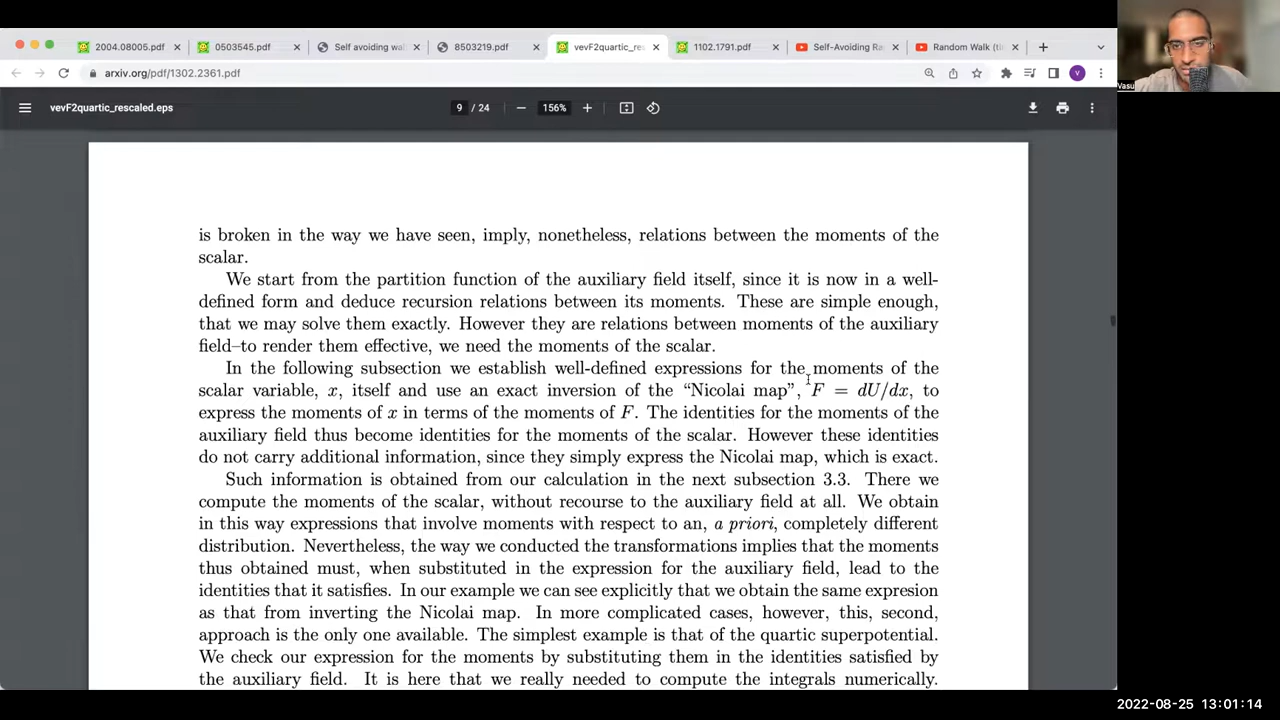 2004.08005.pdf
0503545.pdf
Self avoiding wal
8503219.pdf
vevF2quartic_res
1102.1791.pdf
Self-Avoiding Ra
Random Walk (ti
arxiv.org/pdf/1302.2361.pdf
V
Vasu
vevF2quartic_rescaled.eps
9 / 24
156%
is broken in the way we have seen, imply, nonetheless, relations between the moments of the
scalar.
We start from the partition function of the auxiliary field itself, since it is now in a well-
defined form and deduce recursion relations between its moments. These are simple enough,
that we may solve them exactly. However they are relations between moments of the auxiliary
field–to render them effective, we need the moments of the scalar.
In the following subsection we establish well-defined expressions for the moments of the
scalar variable, x, itself and use an exact inversion of the “Nicolai map”, F = dU/dx, to
express the moments of x in terms of the moments of F. The identities for the moments of the
auxiliary field thus become identities for the moments of the scalar. However these identities
do not carry additional information, since they simply express the Nicolai map, which is exact.
Such information is obtained from our calculation in the next subsection 3.3. There we
compute the moments of the scalar, without recourse to the auxiliary field at all. We obtain
in this way expressions that involve moments with respect to an, a priori, completely different
distribution. Nevertheless, the way we conducted the transformations implies that the moments
thus obtained must, when substituted in the expression for the auxiliary field, lead to the
identities that it satisfies. In our example we can see explicitly that we obtain the same expresion
as that from inverting the Nicolai map. In more complicated cases, however, this, second,
approach is the only one available. The simplest example is that of the quartic superpotential.
We check our expression for the moments by substituting them in the identities satisfied by
the auxiliary field. It is here that we really needed to compute the integrals numerically.
2022-08-25 13:01:14